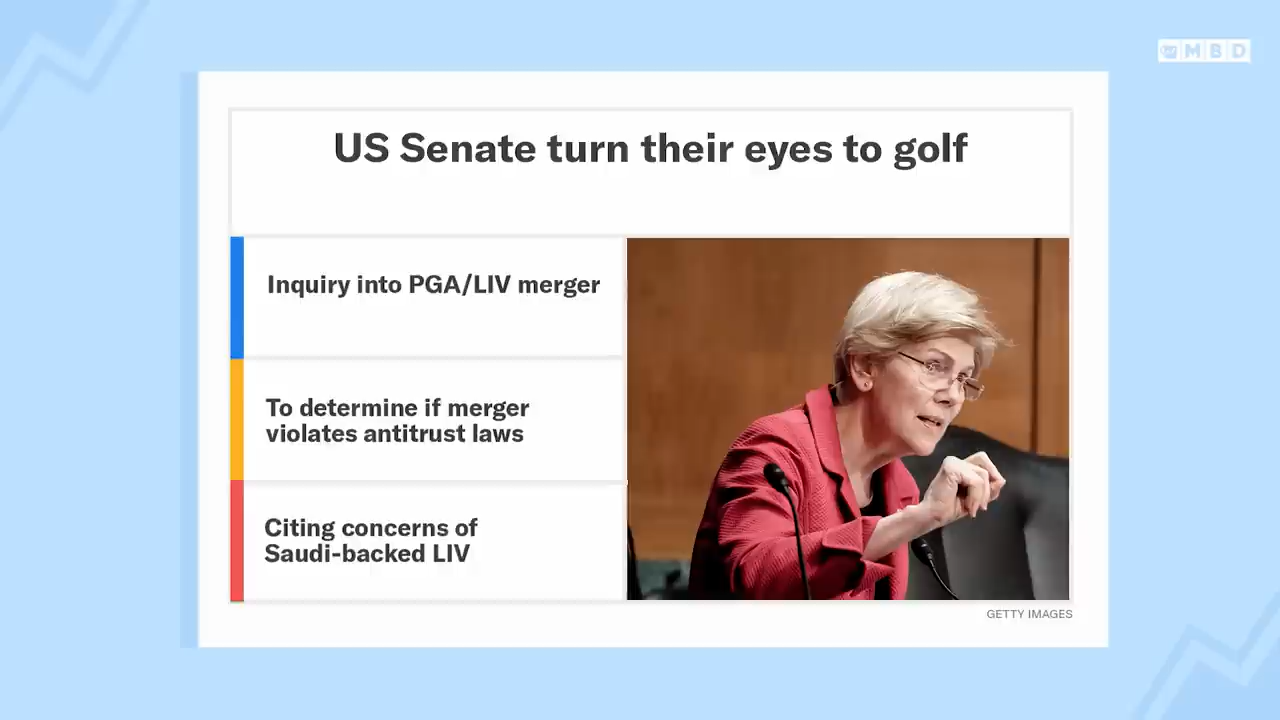 MBD
US Senate turn their eyes to golf
Inquiry into PGA/LIV merger
To determine if merger
violates antitrust laws
Citing concerns of
Saudi-backed LIV
GETTY IMAGES